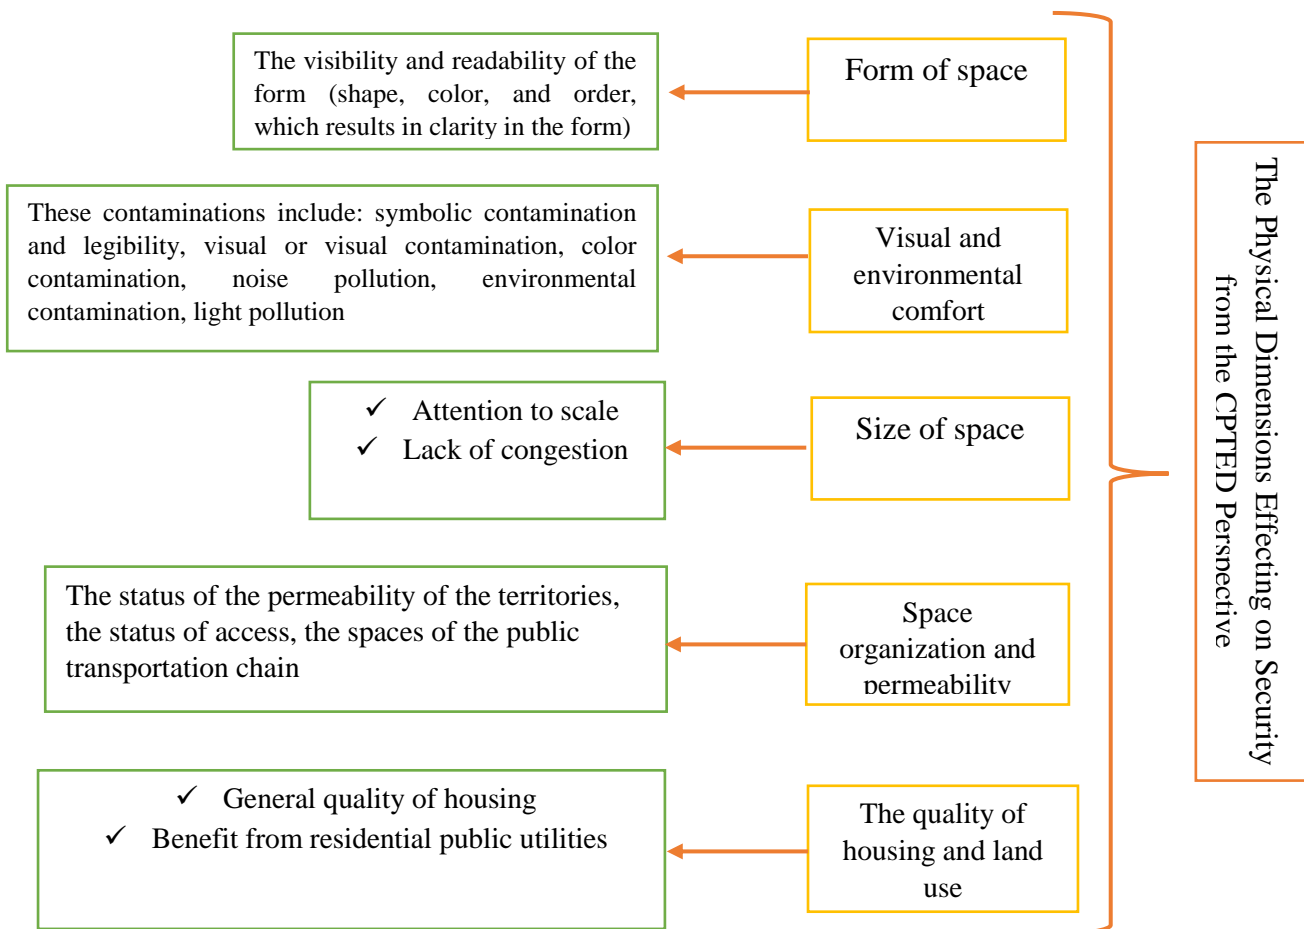 The visibility and readability of the
form (shape, color, and order,
which results in clarity in the form)
Form of space
These contaminations include: symbolic contamination
and legibility, visual or visual contamination, color
contamination, noise pollution, environmental
contamination, light pollution
Visual and
environmental
comfort
✓ Attention to scale
✓ Lack of congestion
Size of space
The status of the permeability of the territories,
the status of access, the spaces of the public
transportation chain
Space
organization and
permeability
✓ General quality of housing
✓ Benefit from residential public utilities
The quality of
housing and land
use
The Physical Dimensions Effecting on Security
from the CPTED Perspective